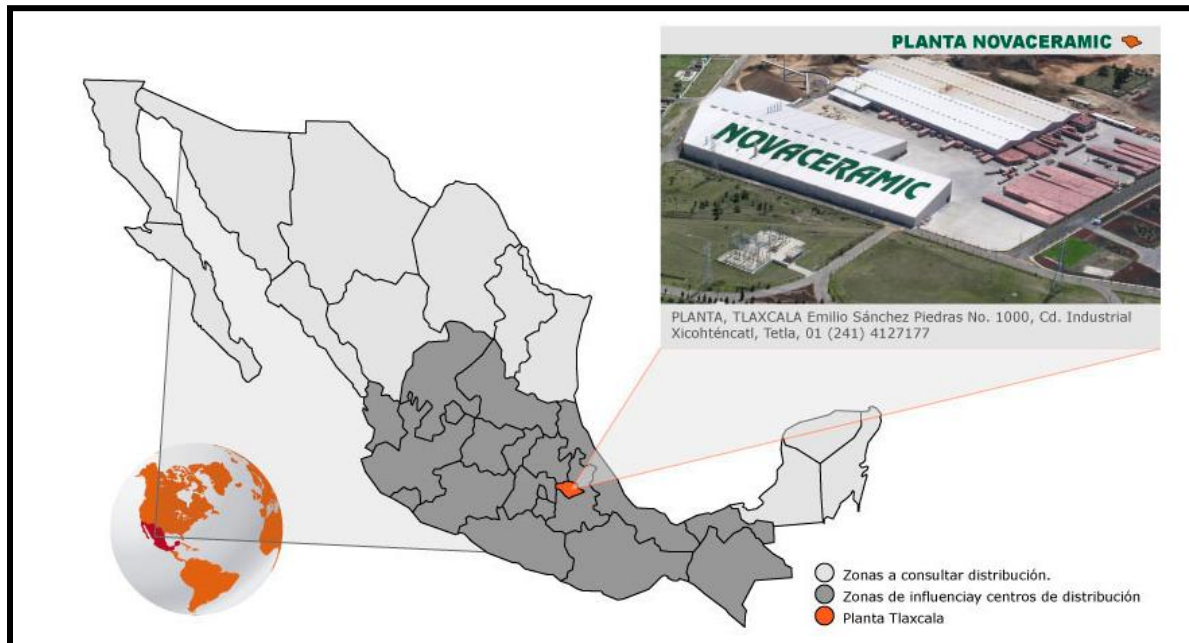 PLANTA NOVACERAMIC
NOVACERAMIC
PLANTA, TLAXCALA Emilio Sánchez Piedras No. 1000, Cd. Industrial
Xicohténcatl, Tetla, 01 (241) 4127177
Zonas a consultar distribución.
Zonas de influenciay centros de distribución
Planta Tlaxcala